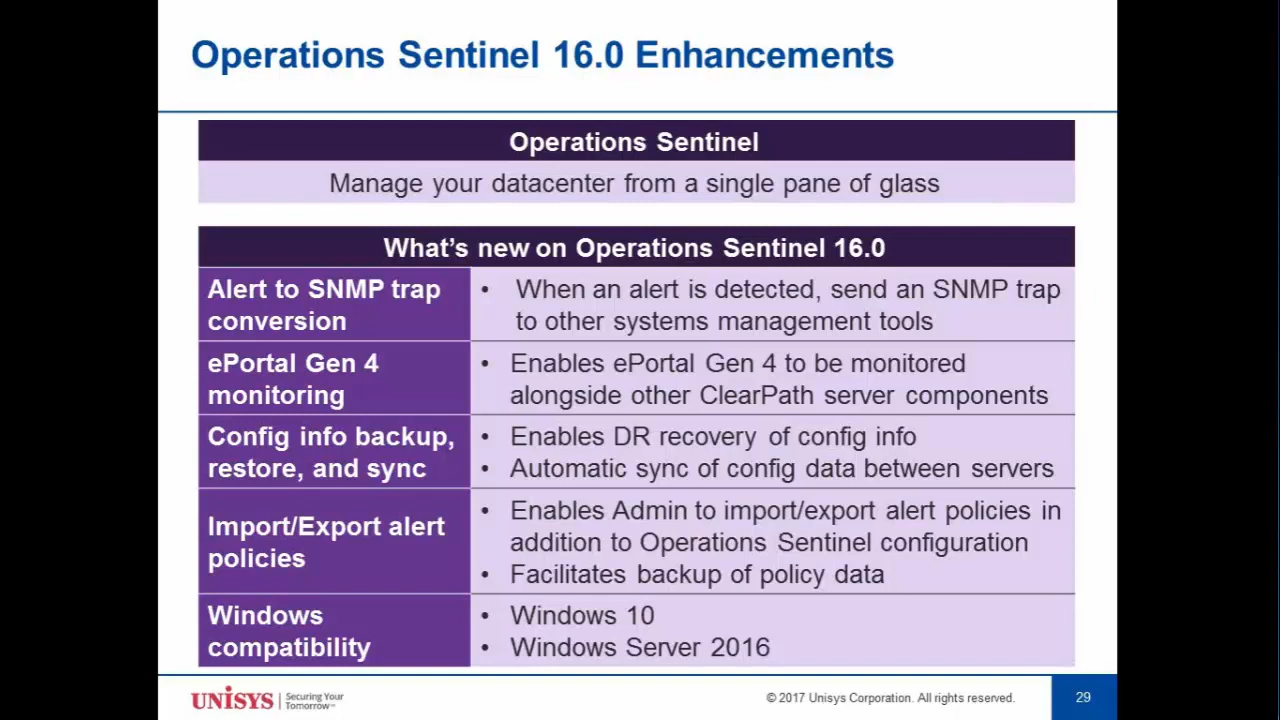 Operations Sentinel 16.0 Enhancements
Operations Sentinel
Manage your datacenter from a single pane of glass
What's new on Operations Sentinel 16.0
Alert to SNMP trap
conversion
• When an alert is detected, send an SNMP trap
to other systems management tools
ePortal Gen 4
monitoring
• Enables ePortal Gen 4 to be monitored
alongside other ClearPath server components
Config info backup,
restore, and sync
• Enables DR recovery of config info
• Automatic sync of config data between servers
Import/Export alert
policies
• Enables Admin to import/export alert policies in
addition to Operations Sentinel configuration
• Facilitates backup of policy data
Windows
compatibility
• Windows 10
• Windows Server 2016
UNISYS
Securing Your
Tomorrow
© 2017 Unisys Corporation. All rights reserved.
29